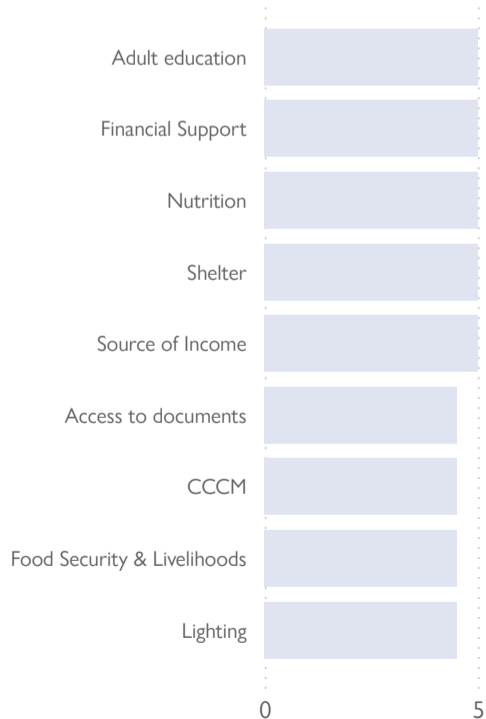 Adult education
Financial Support
Nutrition
Shelter
Source of Income
Access to documents
CCCM
Food Security & Livelihoods
Lighting
0 5